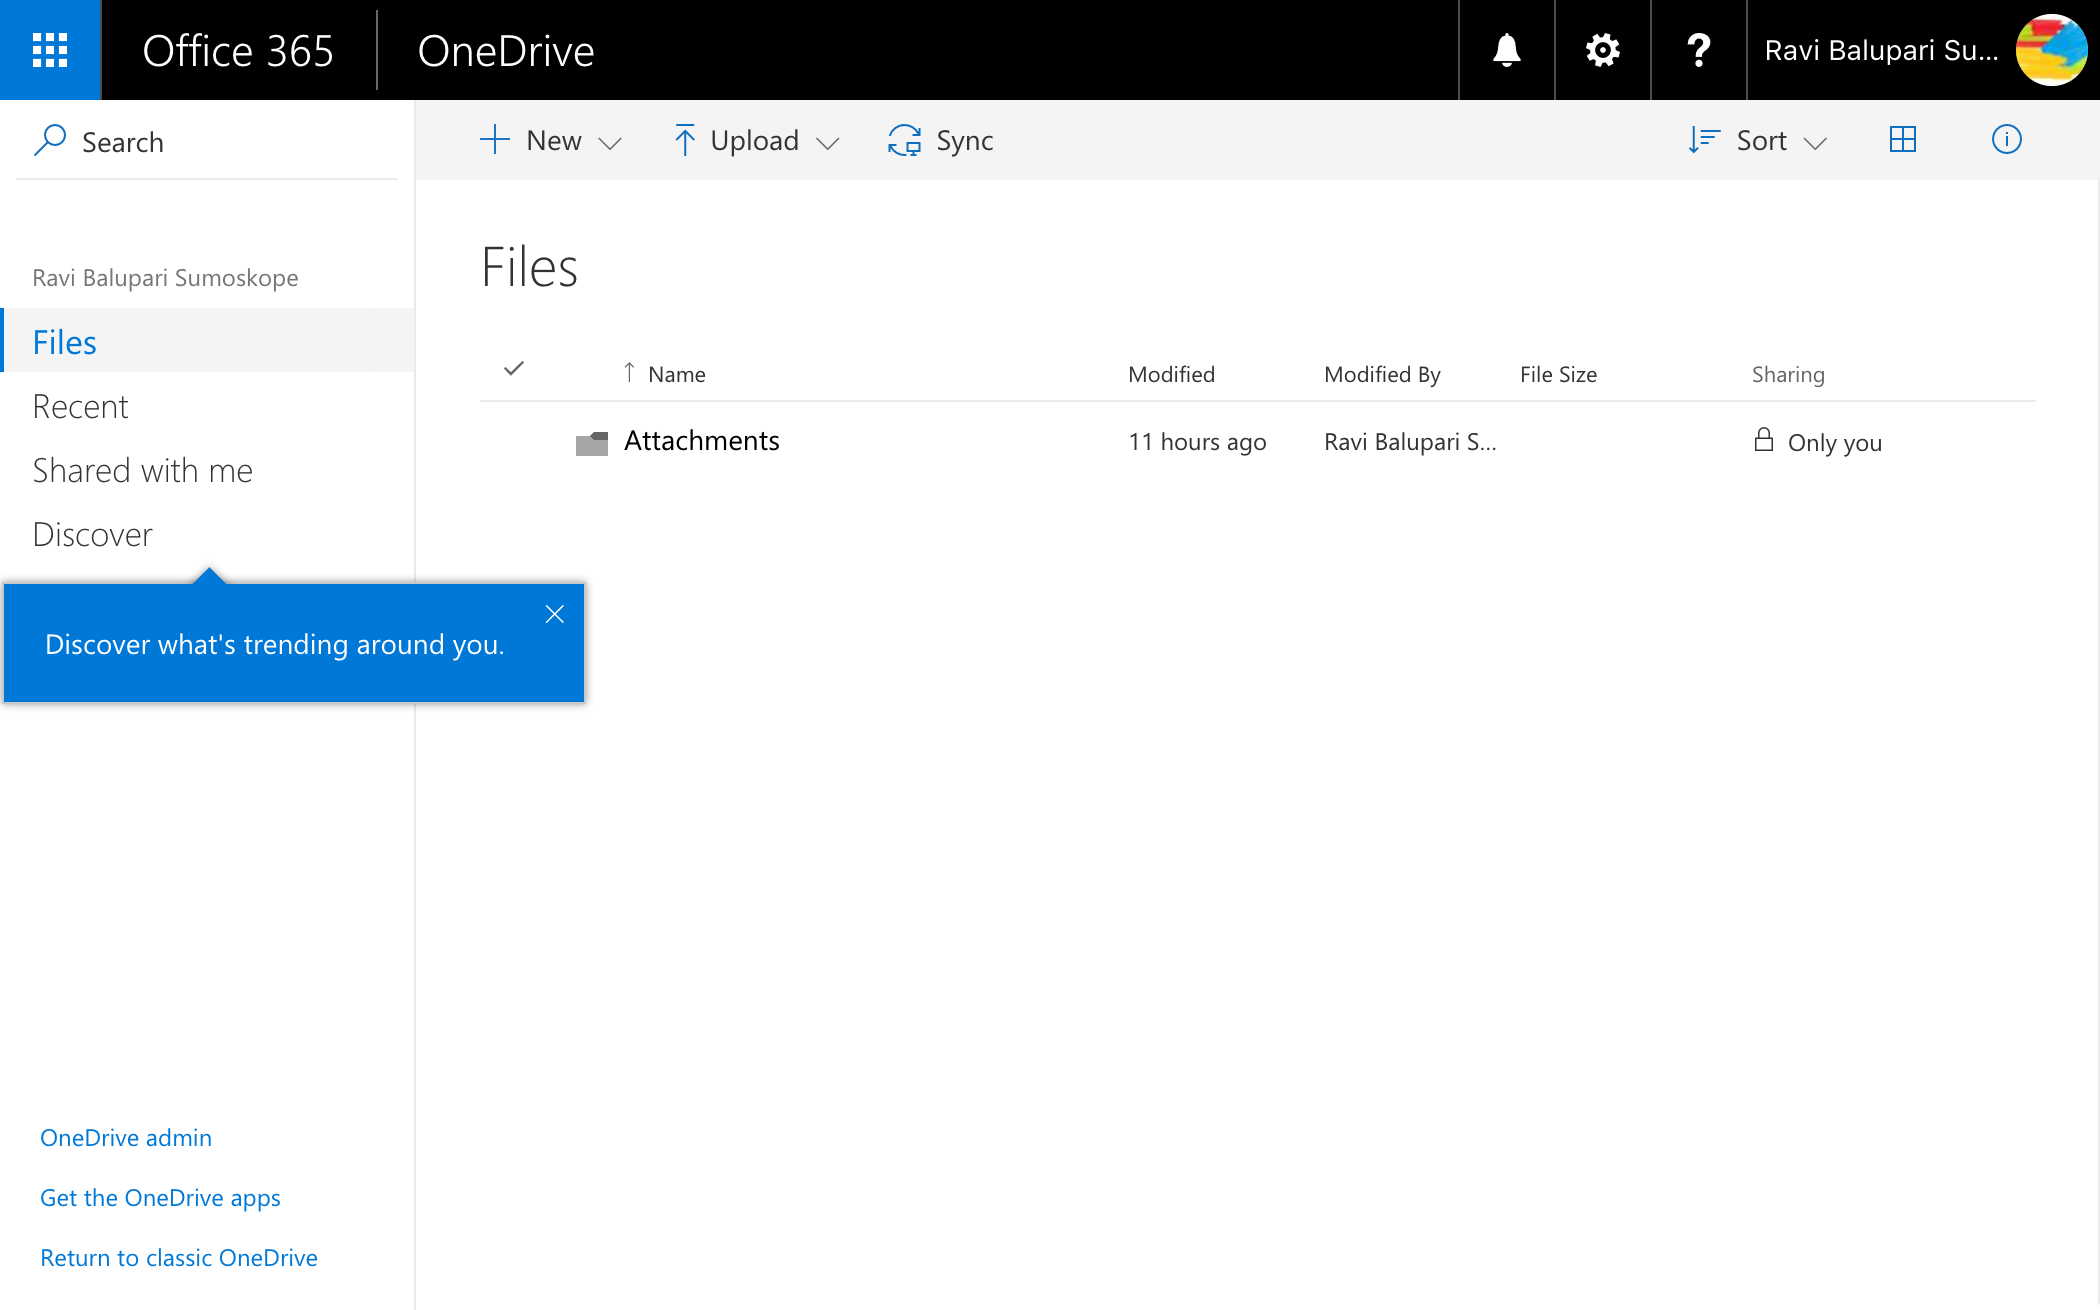 Office 365
OneDrive
Ravi Balupari Su...
Search
New
Upload
Sync
Sort
Ravi Balupari Sumoskope
Files
Recent
Shared with me
Discover
Discover what's trending around you.
OneDrive admin
Get the OneDrive apps
Return to classic OneDrive
Files
Name Modified Modified By File Size Sharing
Attachments 11 hours ago Ravi Balupari S... Only you